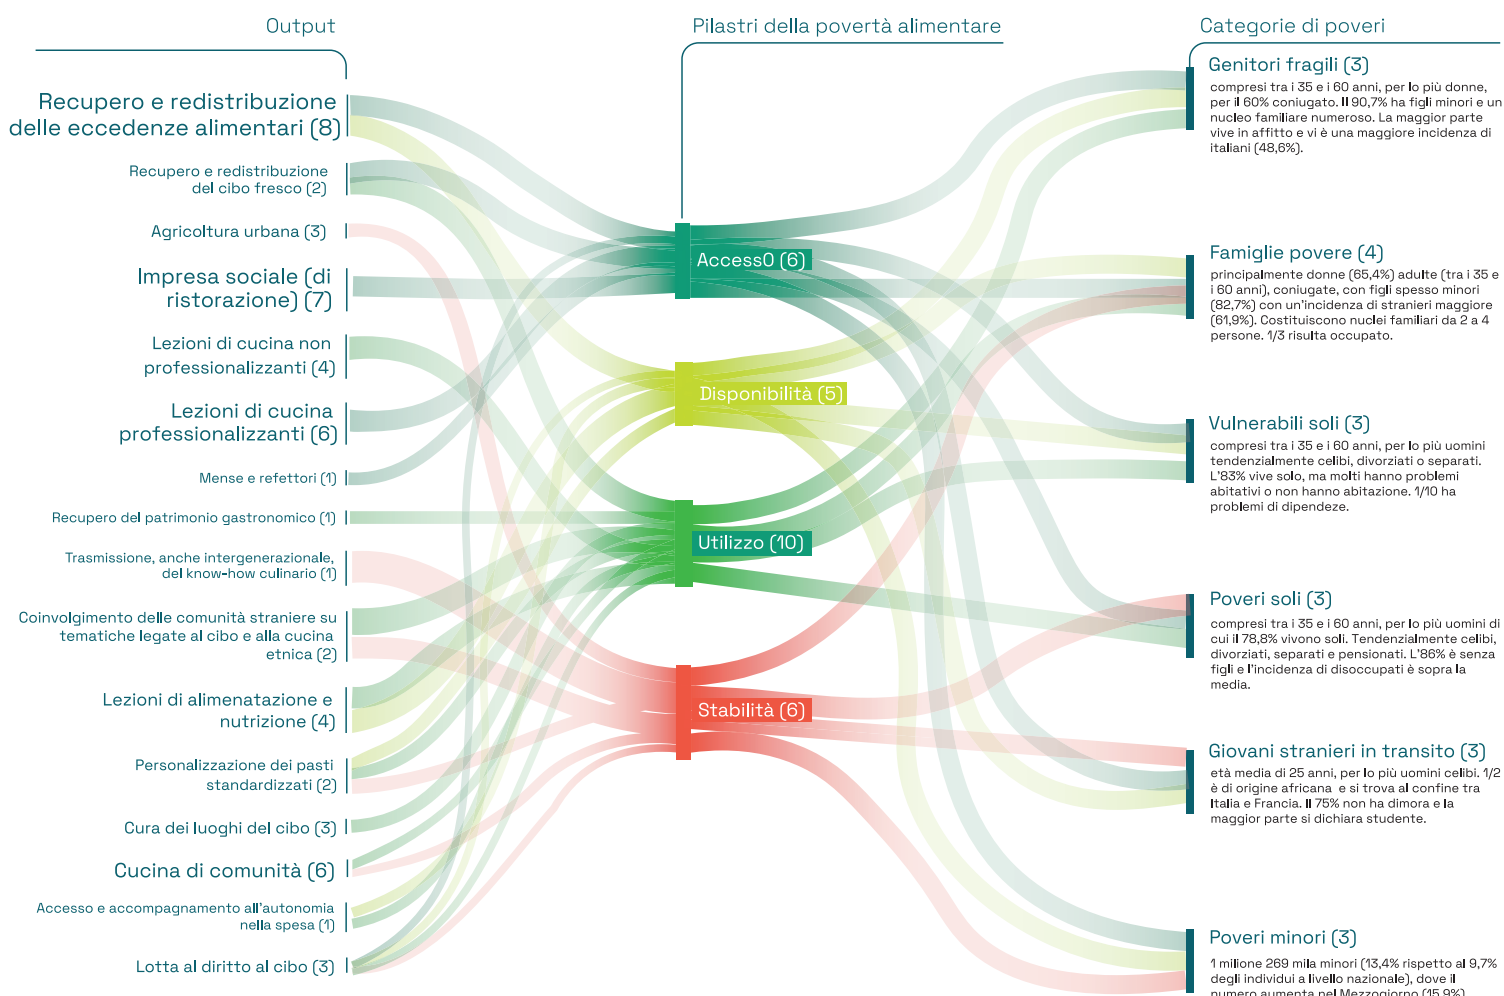 Output
Recupero e redistribuzione
delle eccedenze alimentari (8)
Recupero e redistribuzione
del cibo fresco (2)
Agricoltura urbana (3)
Impresa sociale (di
ristorazione) (7)
Lezioni di cucina non
professionalizzanti (4)
Lezioni di cucina
professionalizzanti (6)
Mense e refettori (1)
Recupero del patrimonio gastronomico (1)
Trasmissione, anche intergenerazionale,
del know-how culinario (1)
Coinvolgimento delle comunità straniere su
tematiche legate al cibo e alla cucina
etnica (2)
Lezioni di alimenatazione e
nutrizione (4)
Personalizzazione dei pasti
standardizzati (2)
Cura dei luoghi del cibo (3)
Cucina di comunità (6)
Accesso e accompagnamento all'autonomia
nella spesa (1)
Lotta al diritto al cibo (3)
Pilastri della povertà alimentare
AccessO (6)
Disponibilità (5)
Utilizzo (10)
Stabilità (6)
Categorie di poveri
Genitori fragili (3)
compresi tra i 35 e i 60 anni, per lo più donne,
per il 60% coniugato. Il 90,7% ha figli minori e un
nucleo familiare numeroso. La maggior parte
vive in affitto e vi è una maggiore incidenza di
italiani (48,6%).
Famiglie povere (4)
principalmente donne (65,4%) adulte (tra i 35 e
i 60 anni), coniugate, con figli spesso minori
(82,7%) con un'incidenza di stranieri maggiore
(61,9%). Costituiscono nuclei familiari da 2 a 4
persone. 1/3 risulta occupato.
Vulnerabili soli (3)
compresi tra i 35 e i 60 anni, per lo più uomini
tendenzialmente celibi, divorziati o separati.
L'83% vive solo, ma molti hanno problemi
abitativi o non hanno abitazione. 1/10 ha
problemi di dipendeze.
Poveri soli (3)
compresi tra i 35 e i 60 anni, per lo più uomini di
cui il 78,8% vivono soli. Tendenzialmente celibi,
divorziati, separati e pensionati. L'86% è senza
figli e l'incidenza di disoccupati è sopra la
media.
Giovani stranieri in transito (3)
età media di 25 anni, per lo più uomini celibi. 1/2
è di origine africana e si trova al confine tra
Italia e Francia. Il 75% non ha dimora e la
maggior parte si dichiara studente.
Poveri minori (3)
1 milione 269 mila minori (13,4% rispetto al 9,7%
degli individui a livello nazionale), dove il
numero aumenta nel Mezzogiorno (15,9%)